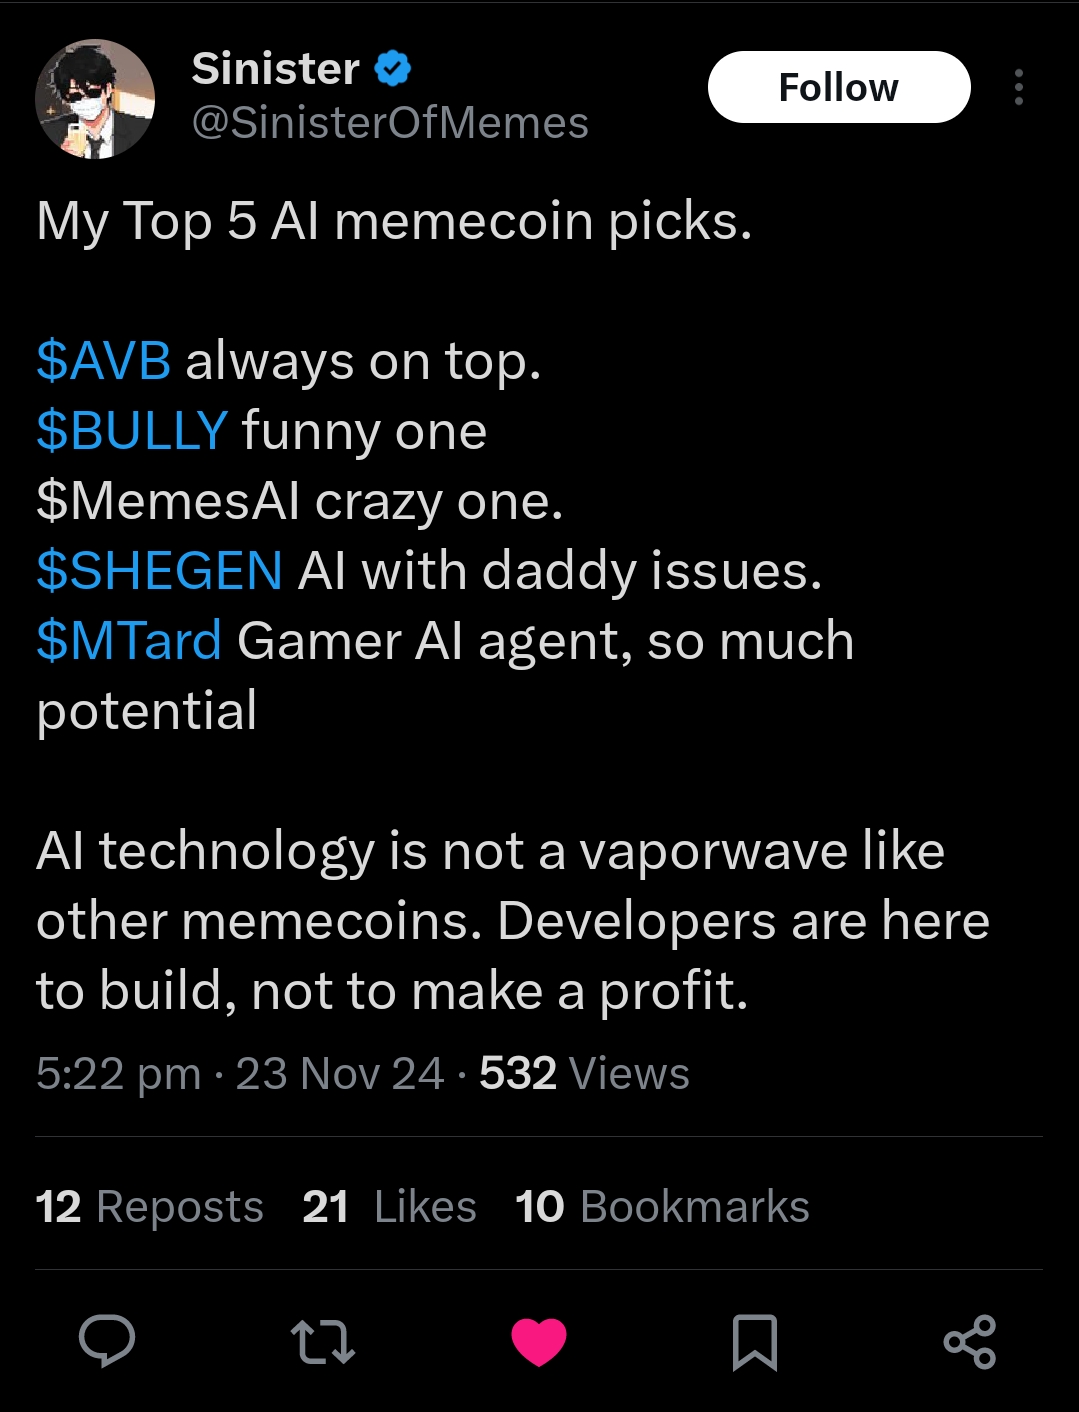 Sinister
@SinisterOfMemes
Follow
My Top 5 AI memecoin picks.
$AVB always on top.
$BULLY funny one
$MemesAI crazy one.
$SHEGEN AI with daddy issues.
$MTard Gamer AI agent, so much
potential
AI technology is not a vaporwave like
other memecoins. Developers are here
to build, not to make a profit.
5:22 pm · 23 Nov 24 · 532 Views
12 Reposts 21 Likes 10 Bookmarks